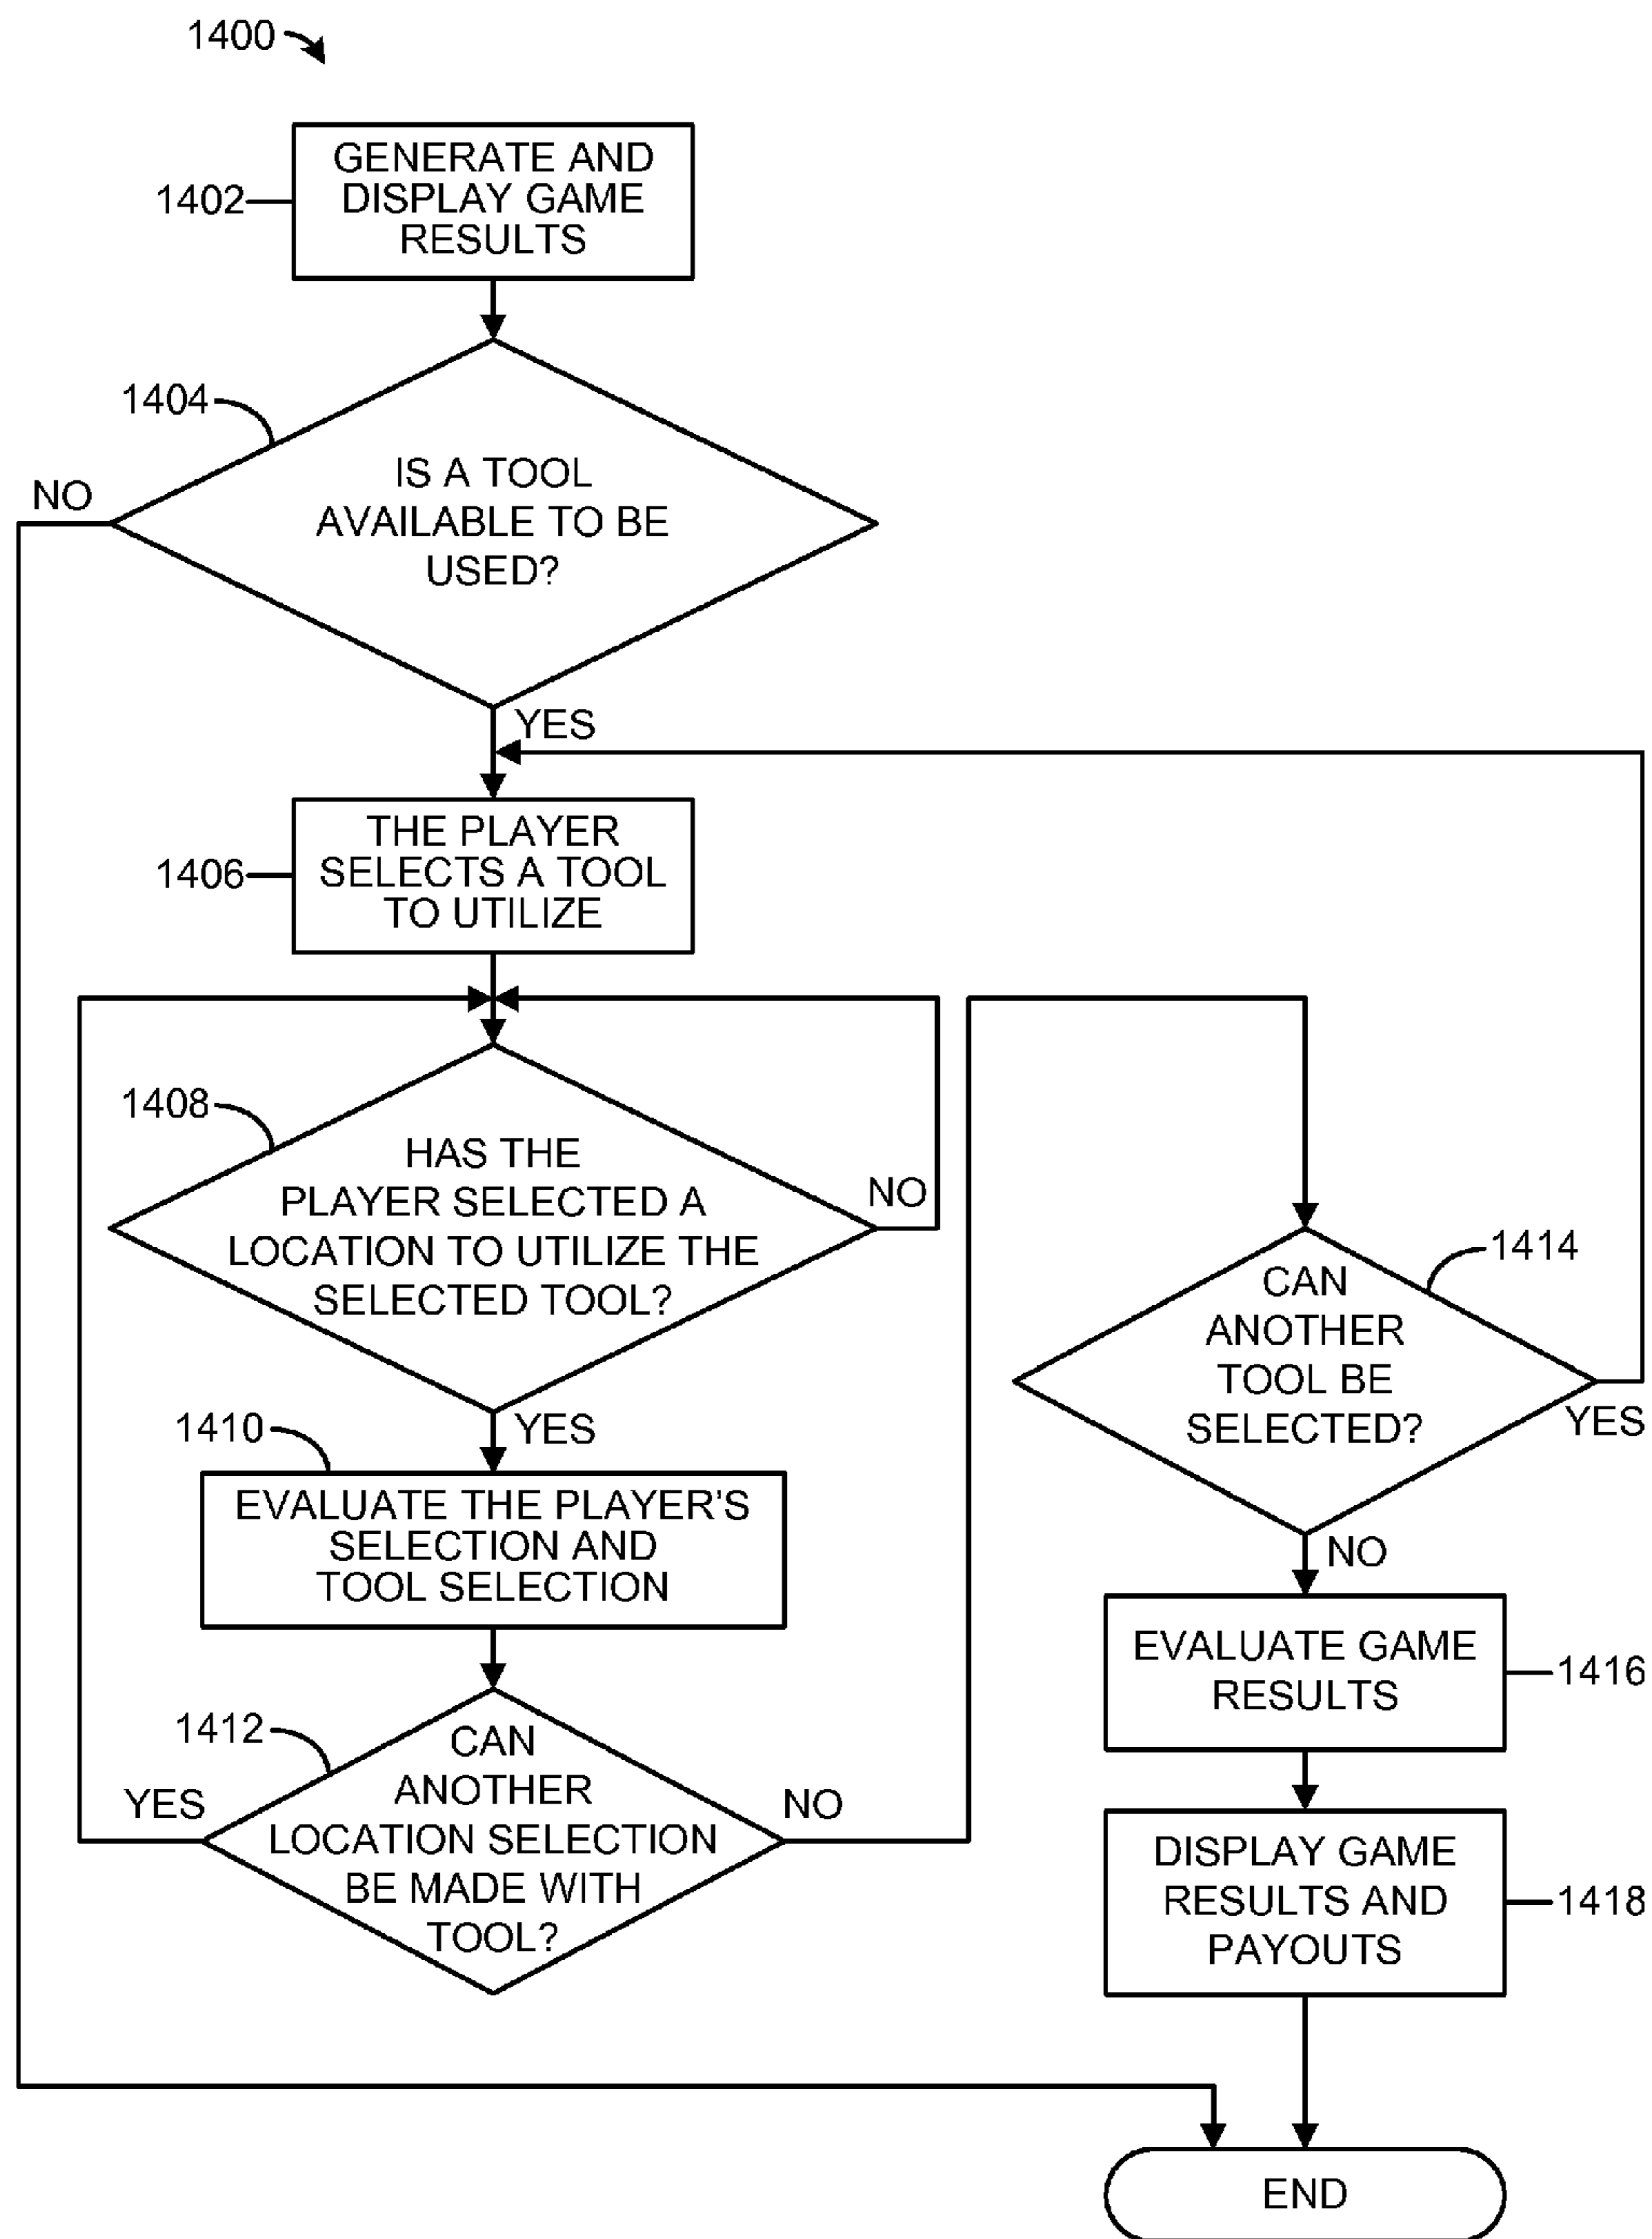 1400
GENERATE AND
DISPLAY GAME
RESULTS
1402
1404
IS A TOOL
AVAILABLE TO BE
USED?
NO
YES
THE PLAYER
SELECTS A TOOL
TO UTILIZE
1406
1408
HAS THE
PLAYER SELECTED A
LOCATION TO UTILIZE THE
SELECTED TOOL?
NO
YES
1410
EVALUATE THE PLAYER'S
SELECTION AND
TOOL SELECTION
1412
CAN
ANOTHER
LOCATION SELECTION
BE MADE WITH
TOOL?
YES
NO
1414
CAN
ANOTHER
TOOL BE
SELECTED?
YES
NO
EVALUATE GAME
RESULTS
1416
DISPLAY GAME
RESULTS AND
PAYOUTS
1418
END